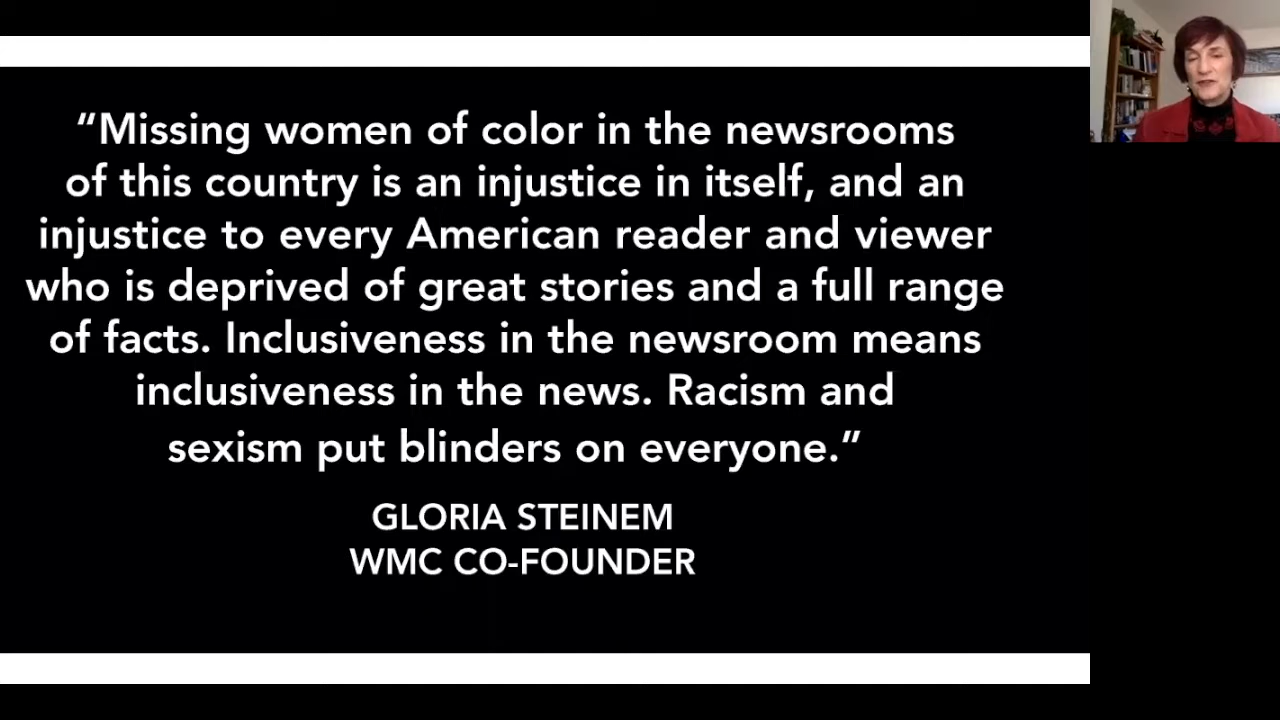 “Missing women of color in the newsrooms
of this country is an injustice in itself, and an
injustice to every American reader and viewer
who is deprived of great stories and a full range
of facts. Inclusiveness in the newsroom means
inclusiveness in the news. Racism and
sexism put blinders on everyone.”
GLORIA STEINEM
WMC CO-FOUNDER